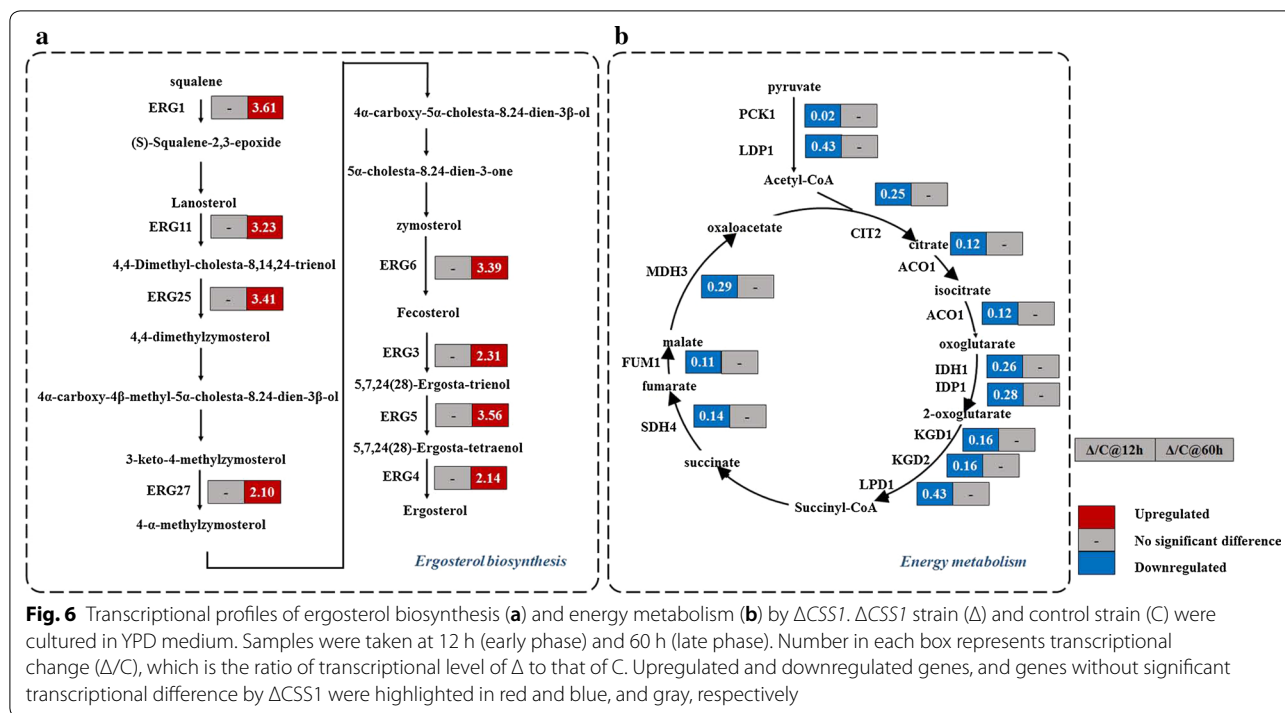 a
squalene
ERG1
- 3.61
(S)-Squalene-2,3-epoxide
Lanosterol
ERG11
- 3.23
4,4-Dimethyl-cholesta-8,14,24-trienol
ERG25
- 3.41
4,4-dimethylzymosterol
4α-carboxy-4β-methyl-5α-cholesta-8.24-dien-3β-ol
3-keto-4-methylzymosterol
ERG27
- 2.10
4-α-methylzymosterol
4α-carboxy-5α-cholesta-8.24-dien-3β-ol
5α-cholesta-8.24-dien-3-one
zymosterol
ERG6
- 3.39
Fecosterol
ERG3
- 2.31
5,7,24(28)-Ergosta-trienol
ERG5
- 3.56
5,7,24(28)-Ergosta-tetraenol
ERG4
- 2.14
Ergosterol
Ergosterol biosynthesis
b
pyruvate
PCK1
0.02 -
LDP1
0.43 -
Acetyl-CoA
0.25 -
oxaloacetate
CIT2
citrate
0.12 -
ACO1
isocitrate
ACO1
0.12 -
oxoglutarate
IDH1
0.26 -
IDP1
0.28 -
2-oxoglutarate
KGD1
0.16 -
KGD2
0.16 -
LPD1
0.43 -
Succinyl-CoA
succinate
SDH4
0.14 -
fumarate
FUM1
0.11 -
malate
MDH3
0.29 -
Energy metabolism
Δ/C@12h Δ/C@60h
Upregulated
- No significant difference
Downregulated
Fig. 6 Transcriptional profiles of ergosterol biosynthesis (a) and energy metabolism (b) by ΔCSS1. ΔCSS1 strain (Δ) and control strain (C) were
cultured in YPD medium. Samples were taken at 12 h (early phase) and 60 h (late phase). Number in each box represents transcriptional
change (Δ/C), which is the ratio of transcriptional level of Δ to that of C. Upregulated and downregulated genes, and genes without significant
transcriptional difference by ΔCSS1 were highlighted in red and blue, and gray, respectively